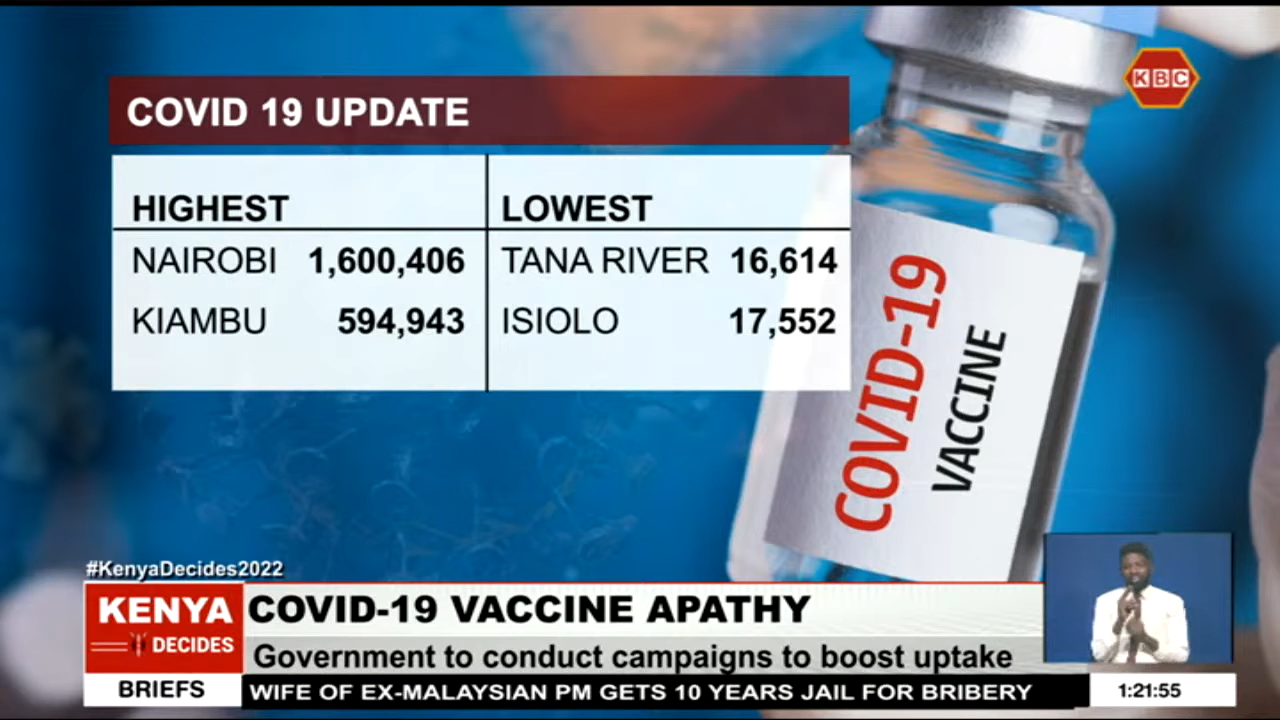 KBC
COVID 19 UPDATE
HIGHEST LOWEST
NAIROBI 1,600,406 TANA RIVER 16,614
KIAMBU 594,943 ISIOLO 17,552
COVID-19
VACCINE
#KenyaDecides2022
KENYA
DECIDES
COVID-19 VACCINE APATHY
Government to conduct campaigns to boost uptake
BRIEFS
WIFE OF EX-MALAYSIAN PM GETS 10 YEARS JAIL FOR BRIBERY
1:21:55